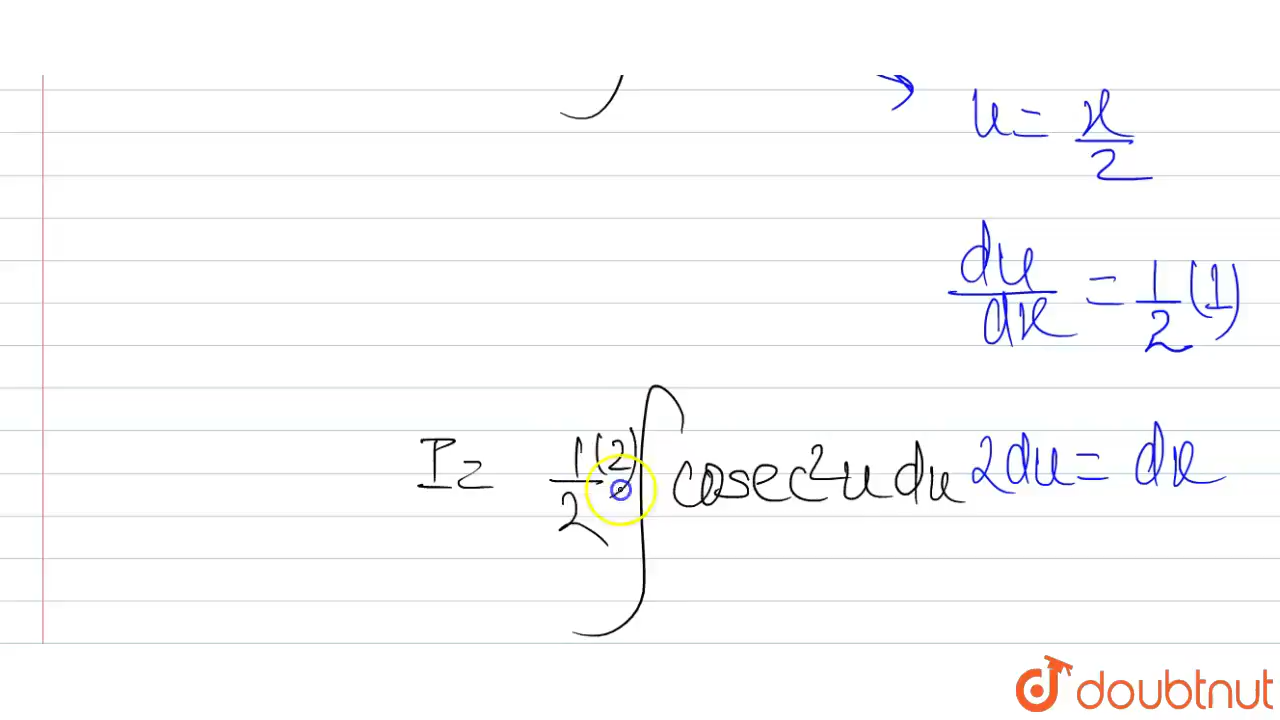 u = x/2
du/dx = 1/2 (1)
I = 1(2)/2 ∫ cosec²u du 2du = dx
doubtnut